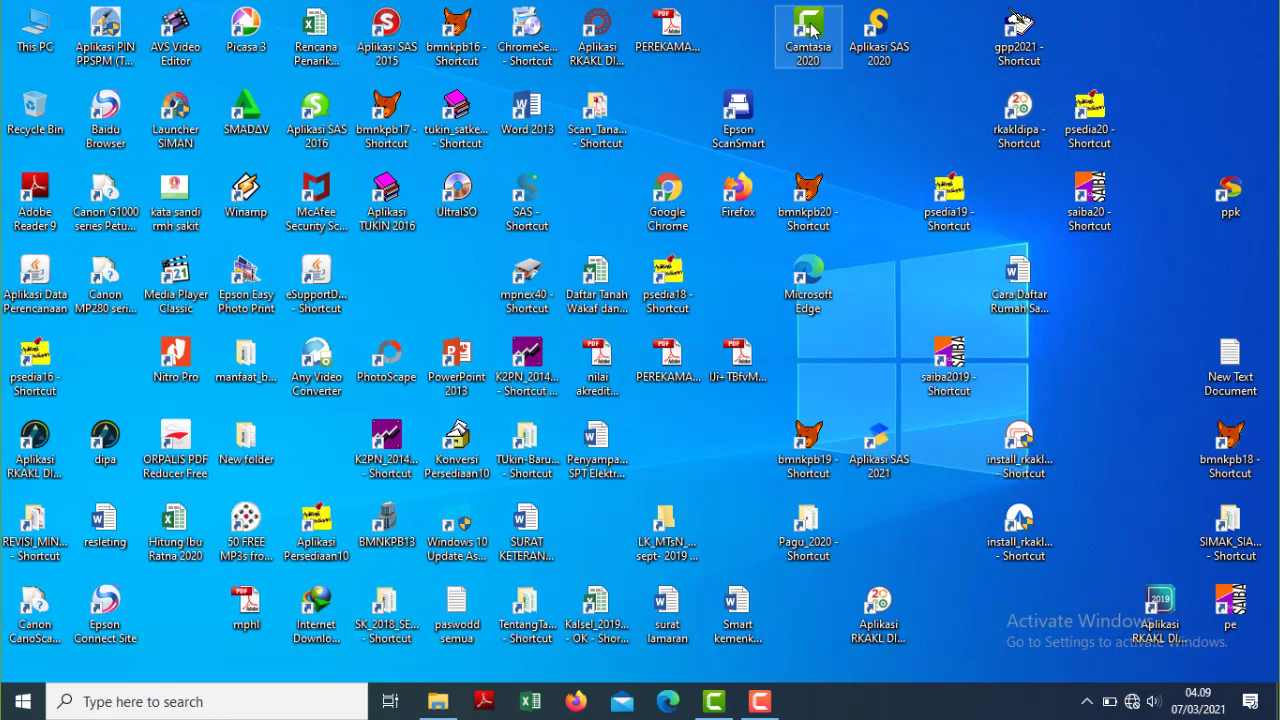 This PC
Aplikasi PIN
PPSPM (T...
AVS Video
Editor
Picasa 3
Rencana
Penarik...
Aplikasi SAS
2015
bmnkpb16 -
Shortcut
ChromeSe...
- Shortcut
Aplikasi
RKAKL DI...
PEREKAMA...
Camtasia
2020
Aplikasi SAS
2020
gpp2021 -
Shortcut
Recycle Bin
Baidu
Browser
Launcher
SIMAN
SMADΔV
Aplikasi SAS
2016
bmnkpb17 -
Shortcut
tukin_satke...
- Shortcut
Word 2013
Scan_Tana...
- Shortcut
Epson
ScanSmart
rkakldipa -
Shortcut
psedia20 -
Shortcut
Adobe
Reader 9
Canon G1000
series Petu...
kata sandi
rmh sakit
Winamp
McAfee
Security Sc...
Aplikasi
TUKIN 2016
UltraISO
SAS -
Shortcut
Google
Chrome
Firefox
bmnkpb20 -
Shortcut
psedia19 -
Shortcut
saiba20 -
Shortcut
ppk
Aplikasi Data
Perencanaan
Canon
MP280 seri...
Media Player
Classic
Epson Easy
Photo Print
eSupportD...
- Shortcut
mpnex40 -
Shortcut
Daftar Tanah
Wakaf dan...
psedia18 -
Shortcut
Microsoft
Edge
Cara Daftar
Rumah Sa...
psedia16 -
Shortcut
Nitro Pro
manfaat_b...
Any Video
Converter
PhotoScape
PowerPoint
2013
K2PN_2014...
- Shortcut ...
nilai
akredit...
PEREKAMA...
IJi+TBfvM...
saiba2019 -
Shortcut
New Text
Document
Aplikasi
RKAKL DI...
dipa
ORPALIS PDF
Reducer Free
New folder
K2PN_2014...
- Shortcut
Konversi
Persediaan10
TUkin-Baru...
- Shortcut
Penyampa...
SPT Elektr...
bmnkpb19 -
Shortcut
Aplikasi SAS
2021
install_rkakl...
- Shortcut
bmnkpb18 -
Shortcut
REVISI_MIN...
- Shortcut
resleting
Hitung Ibu
Ratna 2020
50 FREE
MP3s fro...
Aplikasi
Persediaan10
BMNKPB13
Windows 10
Update As...
SURAT
KETERAN...
LK_MTsN_...
sept- 2019 ...
Pagu_2020 -
Shortcut
install_rkakl...
- Shortcut
SIMAK_SIA...
- Shortcut
Canon
CanoSca...
Epson
Connect Site
mphl
Internet
Downlo...
SK_2018_SE...
- Shortcut
paswodd
semua
TentangTa...
- Shortcut
Kalsel_2019...
- OK - Shor...
surat
lamaran
Smart
kemenk...
Aplikasi
RKAKL DI...
Aplikasi
RKAKL DI...
pe
Activate Windows
Go to Settings to activate Windows.
Type here to search
04.09
07/03/2021